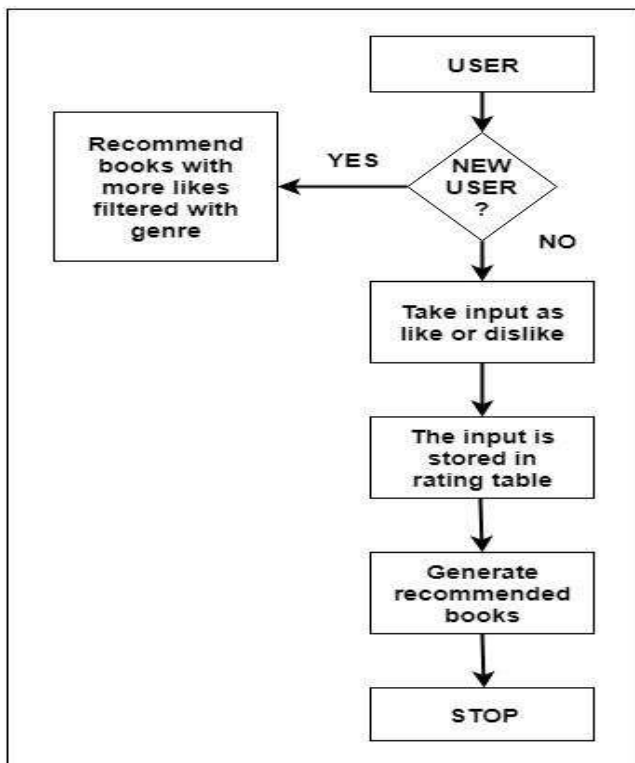 USER
NEW
USER
?
YES
Recommend
books with
more likes
filtered with
genre
NO
Take input as
like or dislike
The input is
stored in
rating table
Generate
recommended
books
STOP